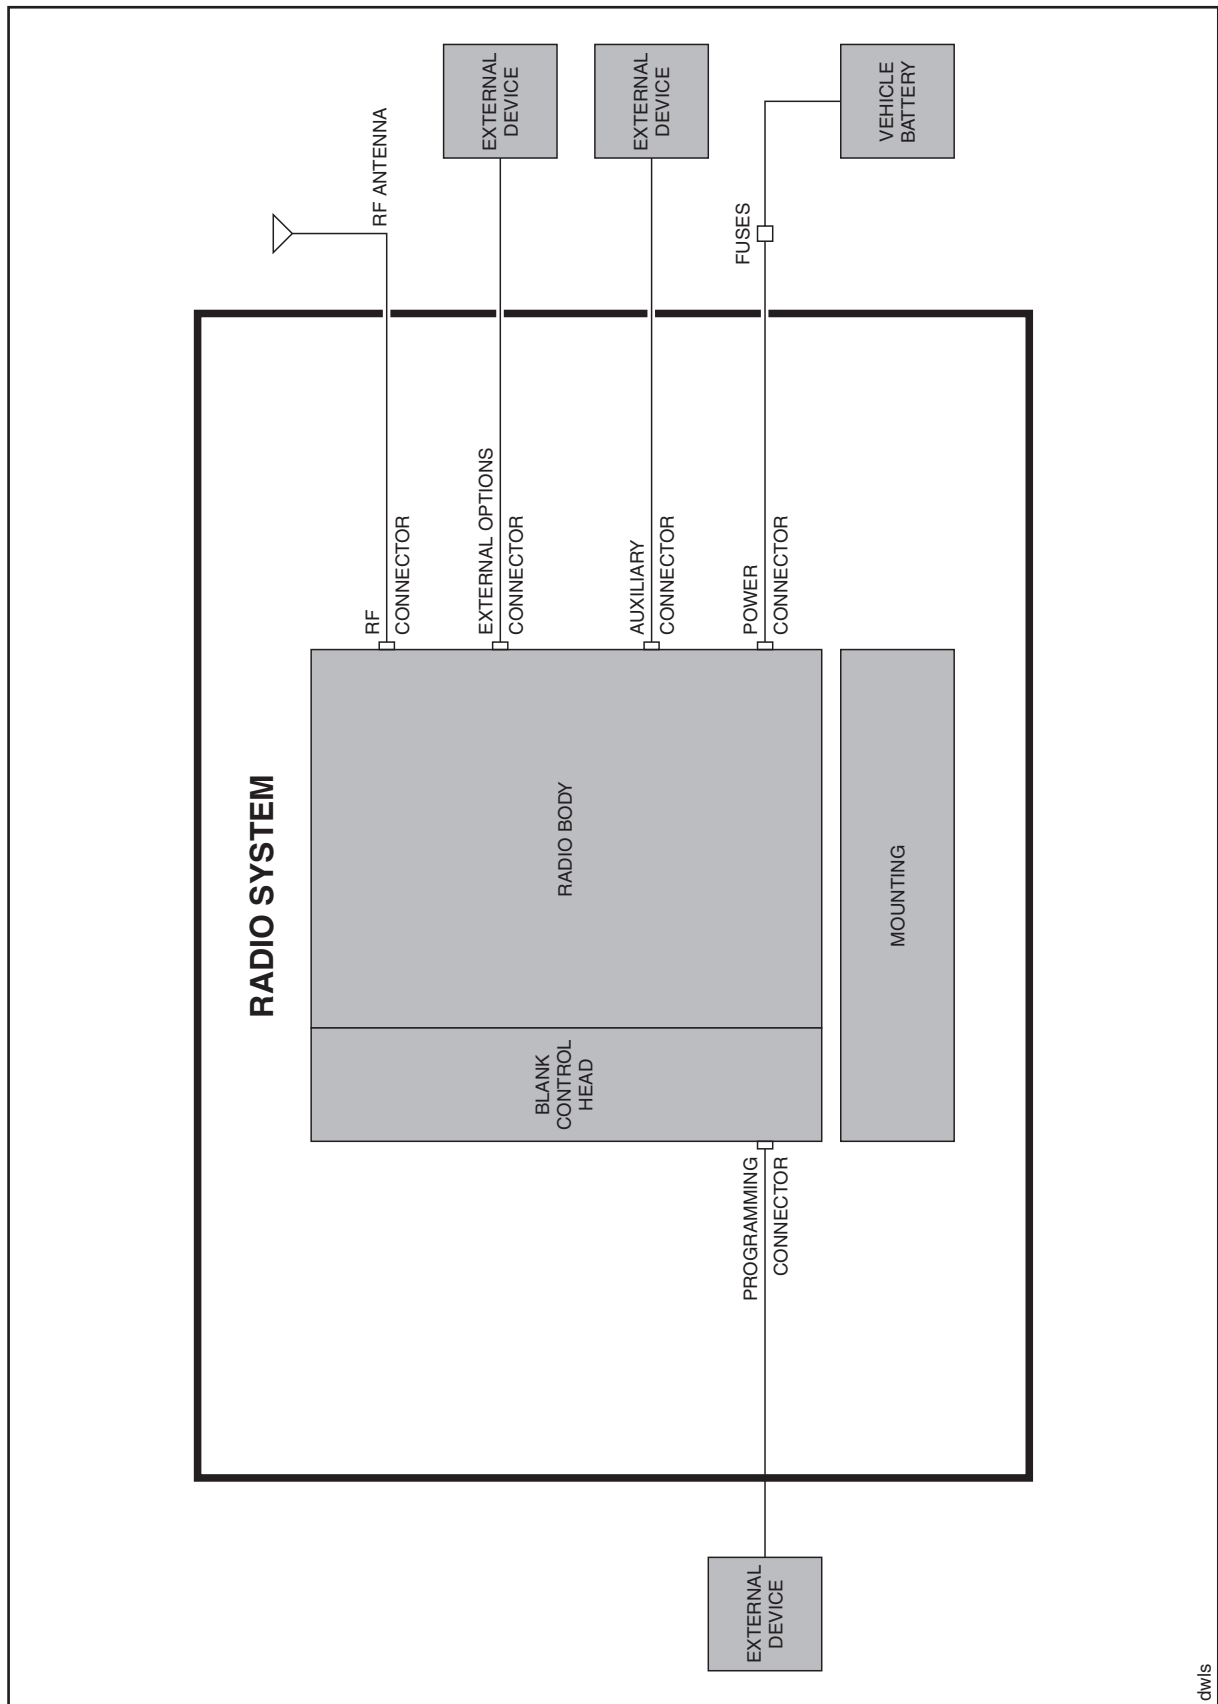 RADIO SYSTEM
RF ANTENNA
RF
CONNECTOR
EXTERNAL
DEVICE
EXTERNAL OPTIONS
CONNECTOR
BLANK
CONTROL
HEAD
RADIO BODY
AUXILIARY
CONNECTOR
EXTERNAL
DEVICE
EXTERNAL
DEVICE
PROGRAMMING
CONNECTOR
POWER
CONNECTOR
FUSES
MOUNTING
VEHICLE
BATTERY
dwls